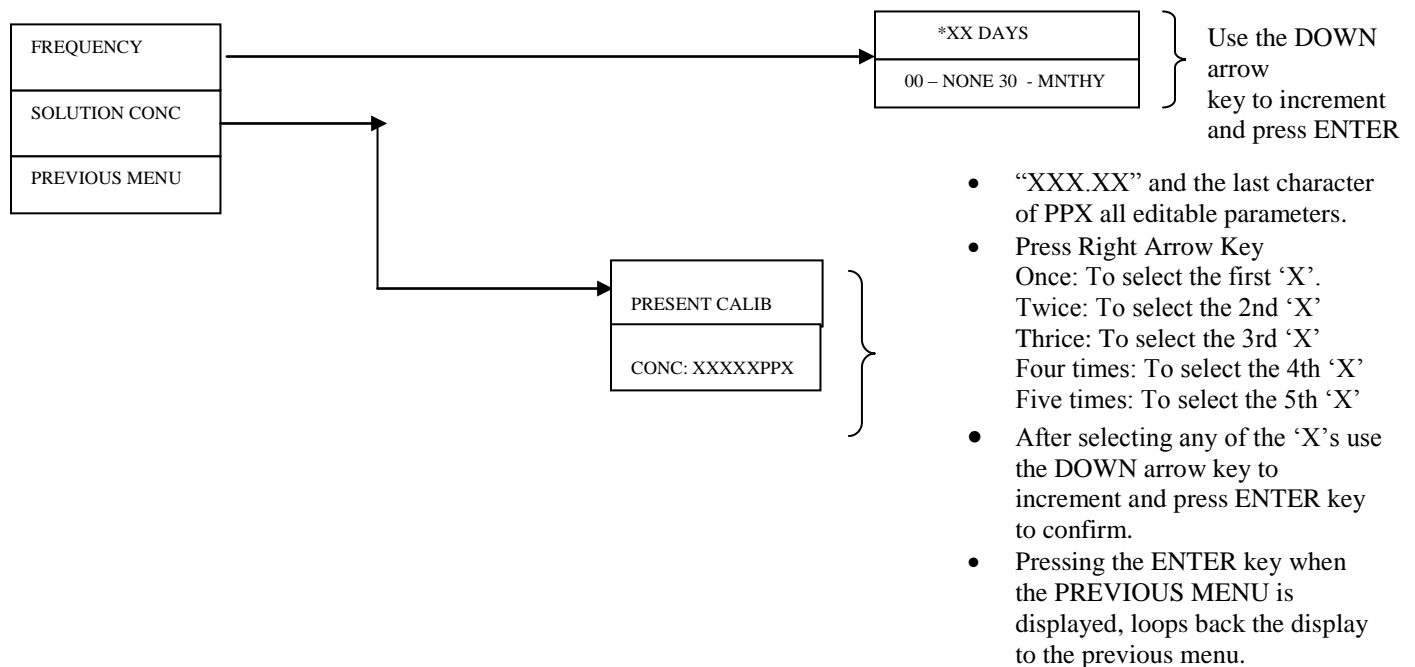 FREQUENCY
SOLUTION CONC
PREVIOUS MENU
*XX DAYS
00 – NONE 30 - MNTHY
Use the DOWN
arrow
key to increment
and press ENTER
PRESENT CALIB
CONC: XXXXXPPX
• “XXX.XX” and the last character
of PPX all editable parameters.
• Press Right Arrow Key
Once: To select the first ‘X’.
Twice: To select the 2nd ‘X’
Thrice: To select the 3rd ‘X’
Four times: To select the 4th ‘X’
Five times: To select the 5th ‘X’
• After selecting any of the ‘X’s use
the DOWN arrow key to
increment and press ENTER key
to confirm.
• Pressing the ENTER key when
the PREVIOUS MENU is
displayed, loops back the display
to the previous menu.